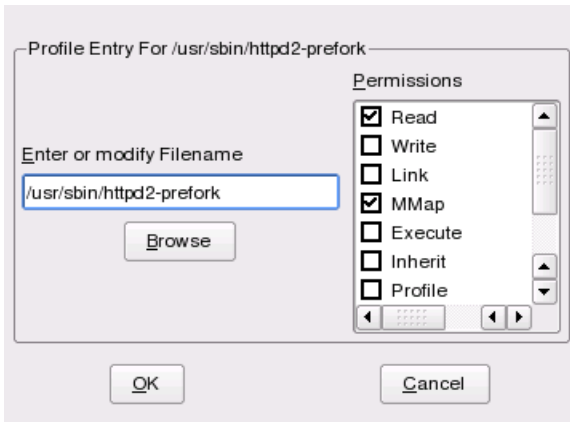 Profile Entry For /usr/sbin/httpd2-prefork
Enter or modify Filename
/usr/sbin/httpd2-prefork
Browse
Permissions
Read
Write
Link
MMap
Execute
Inherit
Profile
OK
Cancel